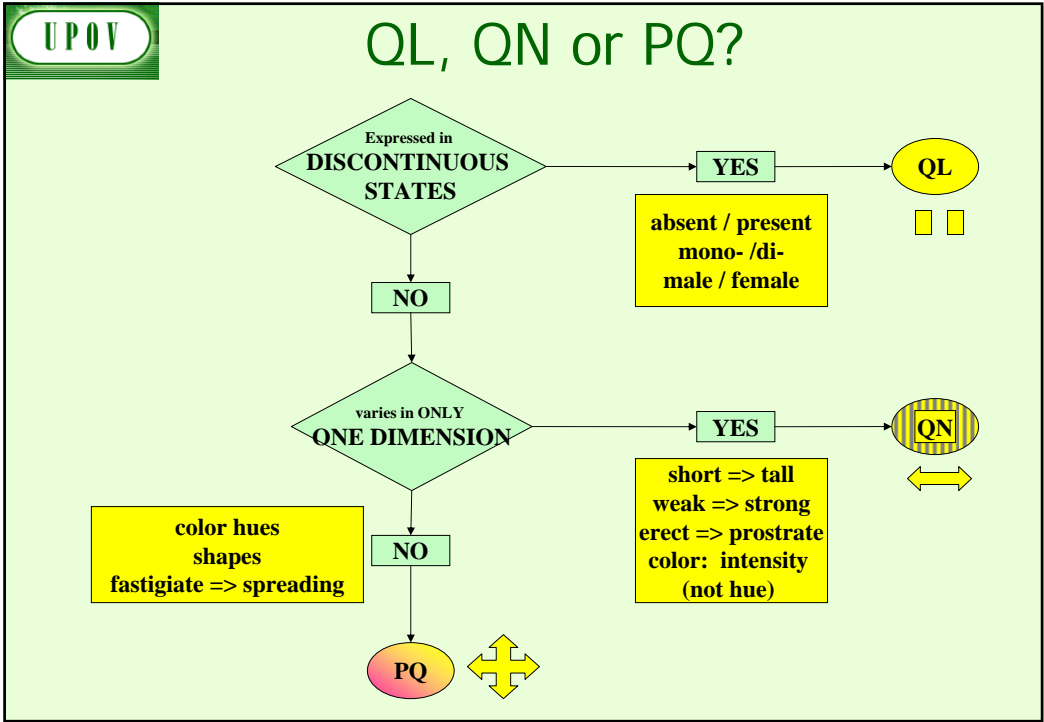 UPOV
QL, QN or PQ?
Expressed in
DISCONTINUOUS
STATES
YES
QL
absent / present
mono- /di-
male / female
NO
varies in ONLY
ONE DIMENSION
YES
QN
short => tall
weak => strong
erect => prostrate
color: intensity
(not hue)
color hues
shapes
fastigiate => spreading
NO
PQ